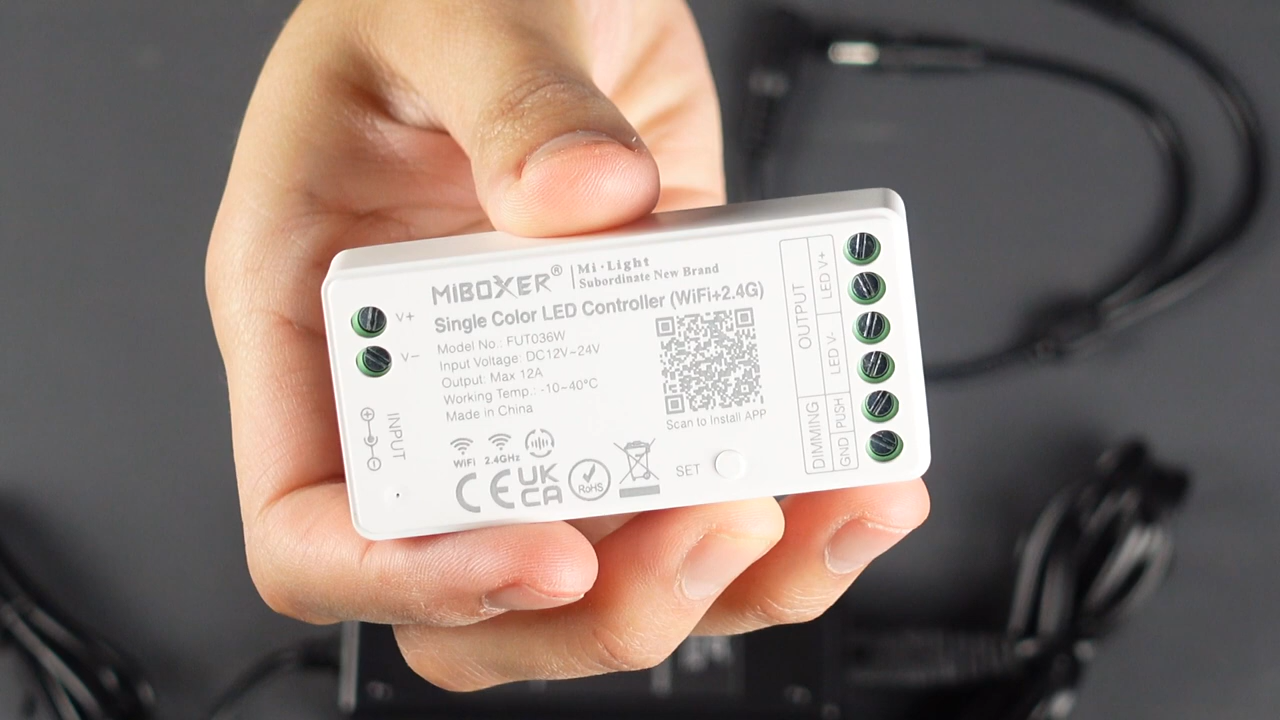 MiBOXER® | Mi·Light
Subordinate New Brand
Single Color LED Controller (WiFi+2.4G)
Model No.: FUT036W
Input Voltage: DC12V~24V
Output: Max 12A
Working Temp.: -10~40°C
Made in China
Scan to Install APP
V+
V-
INPUT
WiFi 2.4GHz
CE UK
CA
RoHS
SET
OUTPUT
LED V+
LED V-
DIMMING
PUSH
GND